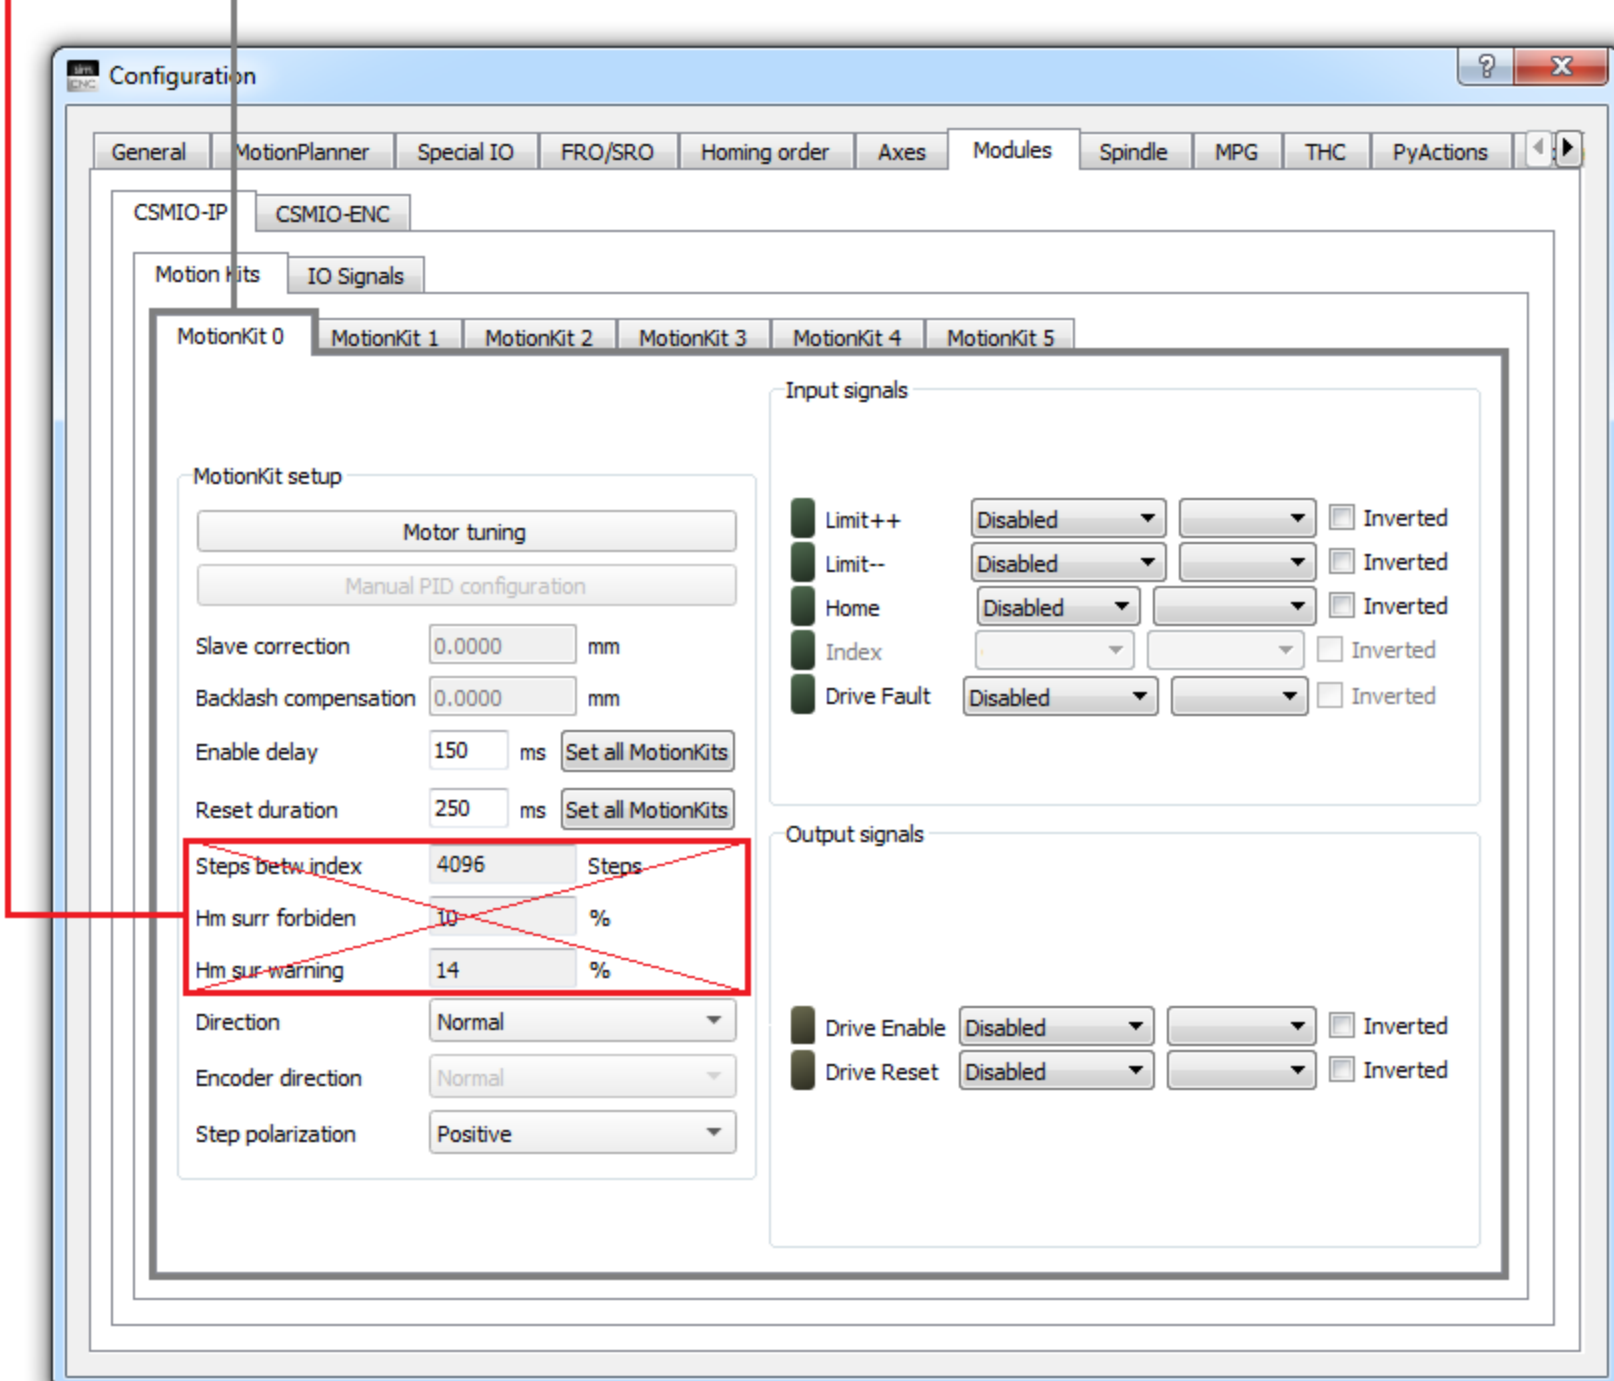 Configuration
General MotionPlanner Special IO FRO/SRO Homing order Axes Modules Spindle MPG THC PyActions
CSMIO-IP CSMIO-ENC
Motion Kits IO Signals
MotionKit 0 MotionKit 1 MotionKit 2 MotionKit 3 MotionKit 4 MotionKit 5
MotionKit setup
Motor tuning
Manual PID configuration
Slave correction 0.0000 mm
Backlash compensation 0.0000 mm
Enable delay 150 ms Set all MotionKits
Reset duration 250 ms Set all MotionKits
Steps betw index 4096 Steps
Hm surr forbiden 10 %
Hm sur warning 14 %
Direction Normal
Encoder direction Normal
Step polarization Positive
Input signals
Limit++ Disabled Inverted
Limit-- Disabled Inverted
Home Disabled Inverted
Index Inverted
Drive Fault Disabled Inverted
Output signals
Drive Enable Disabled Inverted
Drive Reset Disabled Inverted